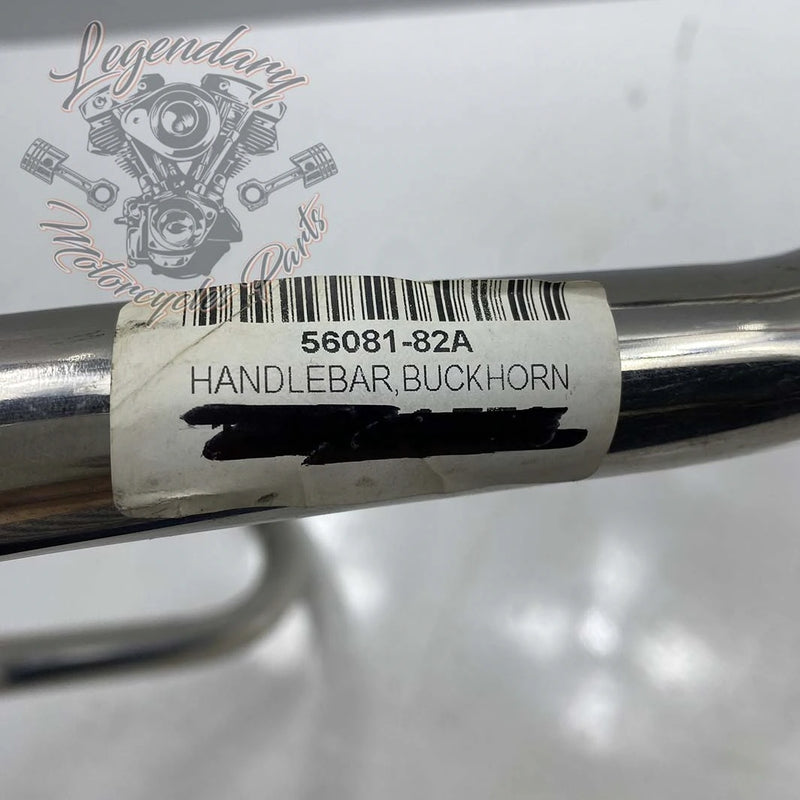 Legendary
Motorcycle Parts
56081-82A
HANDLEBAR,BUCKHORN